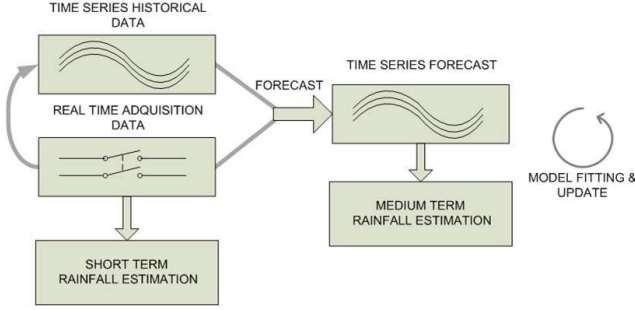 TIME SERIES HISTORICAL
DATA
REAL TIME ADQUISITION
DATA
SHORT TERM
RAINFALL ESTIMATION
FORECAST
TIME SERIES FORECAST
MEDIUM TERM
RAINFALL ESTIMATION
MODEL FITTING &
UPDATE